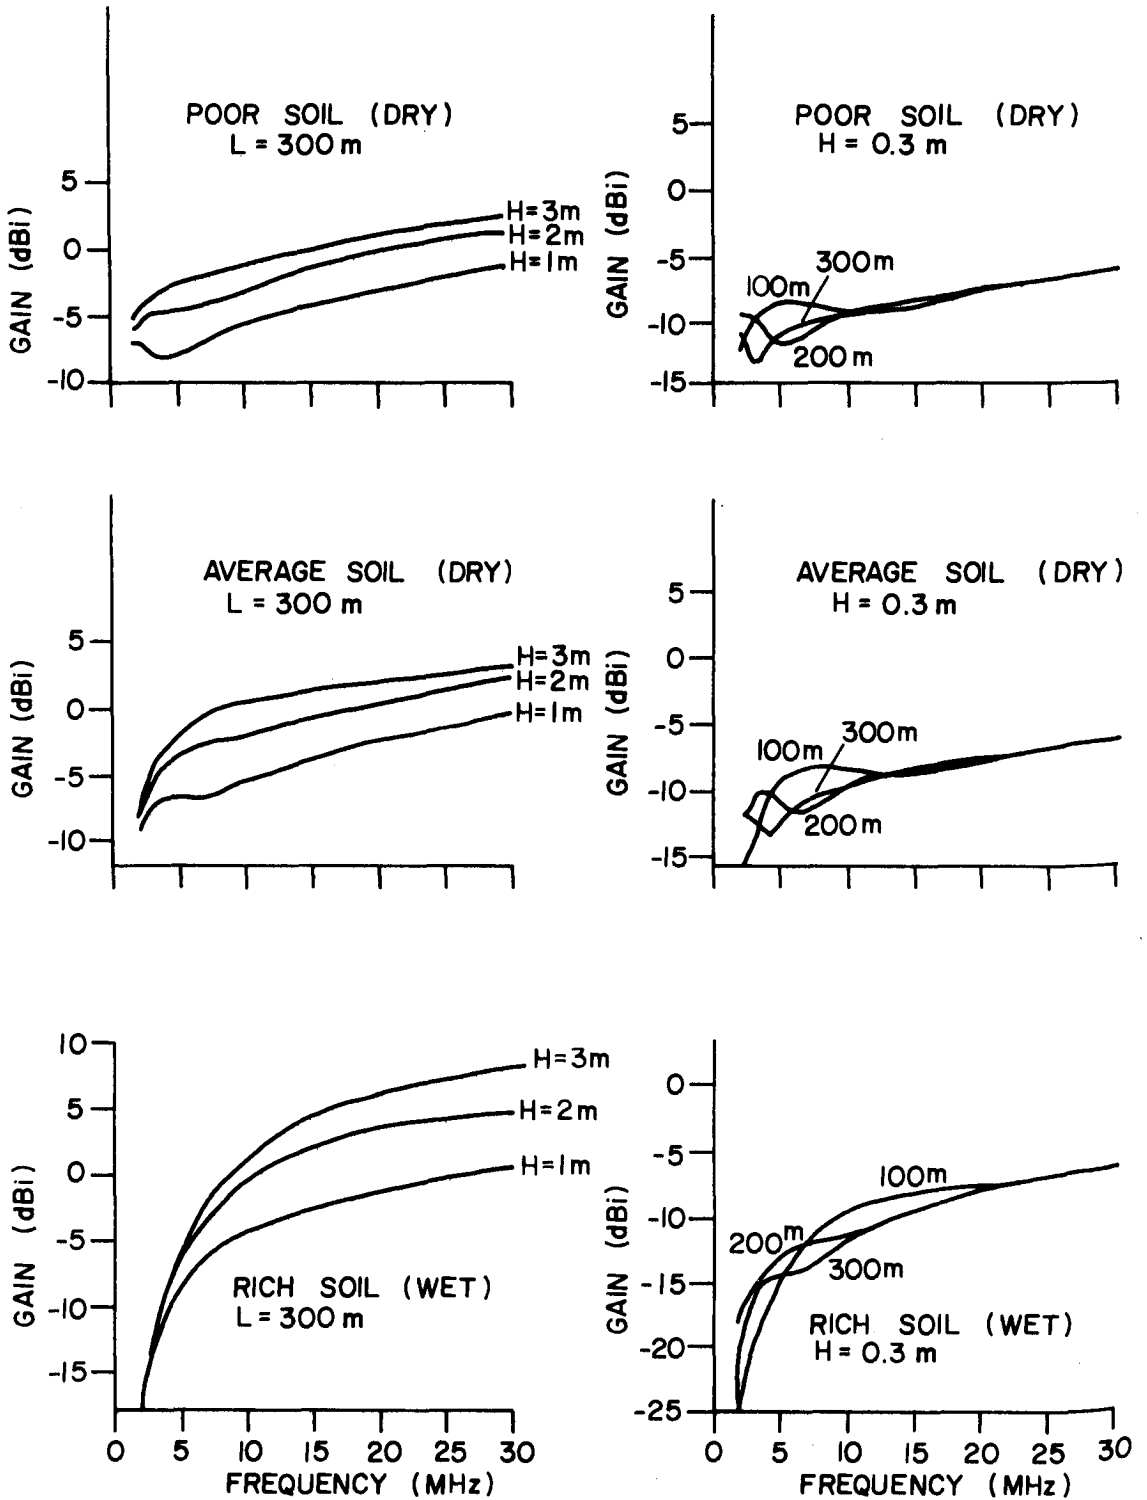 POOR SOIL (DRY)
L = 300 m
GAIN (dBi)
5
0
-5
-10
H=3m
H=2m
H=1m
POOR SOIL (DRY)
H = 0.3 m
GAIN (dBi)
5
0
-5
-10
-15
100m
300m
200m
AVERAGE SOIL (DRY)
L = 300 m
GAIN (dBi)
5
0
-5
-10
H=3m
H=2m
H=1m
AVERAGE SOIL (DRY)
H = 0.3 m
GAIN (dBi)
5
0
-5
-10
-15
100m
300m
200m
GAIN (dBi)
10
5
0
-5
-10
-15
H=3m
H=2m
H=1m
RICH SOIL (WET)
L = 300 m
0 5 10 15 20 25 30
FREQUENCY (MHz)
GAIN (dBi)
0
-5
-10
-15
-20
-25
100m
200m
300m
RICH SOIL (WET)
H = 0.3 m
0 5 10 15 20 25 30
FREQUENCY (MHz)